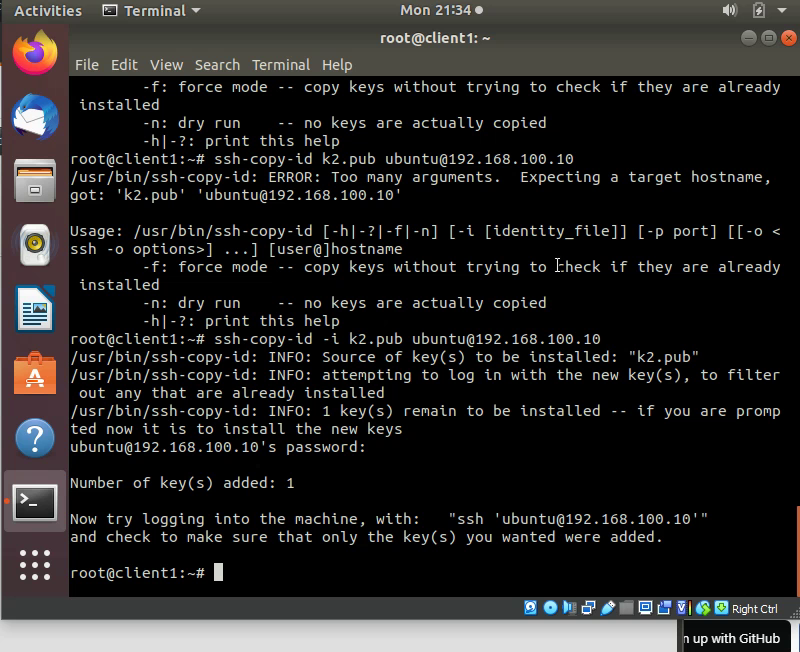 Activities Terminal Mon 21:34
root@client1: ~
File Edit View Search Terminal Help
-f: force mode -- copy keys without trying to check if they are already
installed
-n: dry run    -- no keys are actually copied
-h|-?: print this help
root@client1:~# ssh-copy-id k2.pub ubuntu@192.168.100.10
/usr/bin/ssh-copy-id: ERROR: Too many arguments.  Expecting a target hostname,
got: 'k2.pub' 'ubuntu@192.168.100.10'
Usage: /usr/bin/ssh-copy-id [-h|-?|-f|-n] [-i [identity_file]] [-p port] [[-o <
ssh -o options>] ...] [user@]hostname
-f: force mode -- copy keys without trying to check if they are already
installed
-n: dry run    -- no keys are actually copied
-h|-?: print this help
root@client1:~# ssh-copy-id -i k2.pub ubuntu@192.168.100.10
/usr/bin/ssh-copy-id: INFO: Source of key(s) to be installed: "k2.pub"
/usr/bin/ssh-copy-id: INFO: attempting to log in with the new key(s), to filter
out any that are already installed
/usr/bin/ssh-copy-id: INFO: 1 key(s) remain to be installed -- if you are promp
ted now it is to install the new keys
ubuntu@192.168.100.10's password:
Number of key(s) added: 1
Now try logging into the machine, with:   "ssh 'ubuntu@192.168.100.10'"
and check to make sure that only the key(s) you wanted were added.
root@client1:~#
Right Ctrl
n up with GitHub